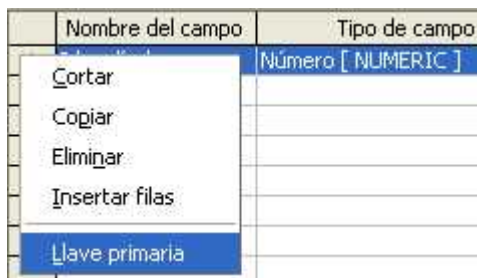 Nombre del campo Tipo de campo
Número [ NUMERIC ]
Cortar
Copiar
Eliminar
Insertar filas
Llave primaria